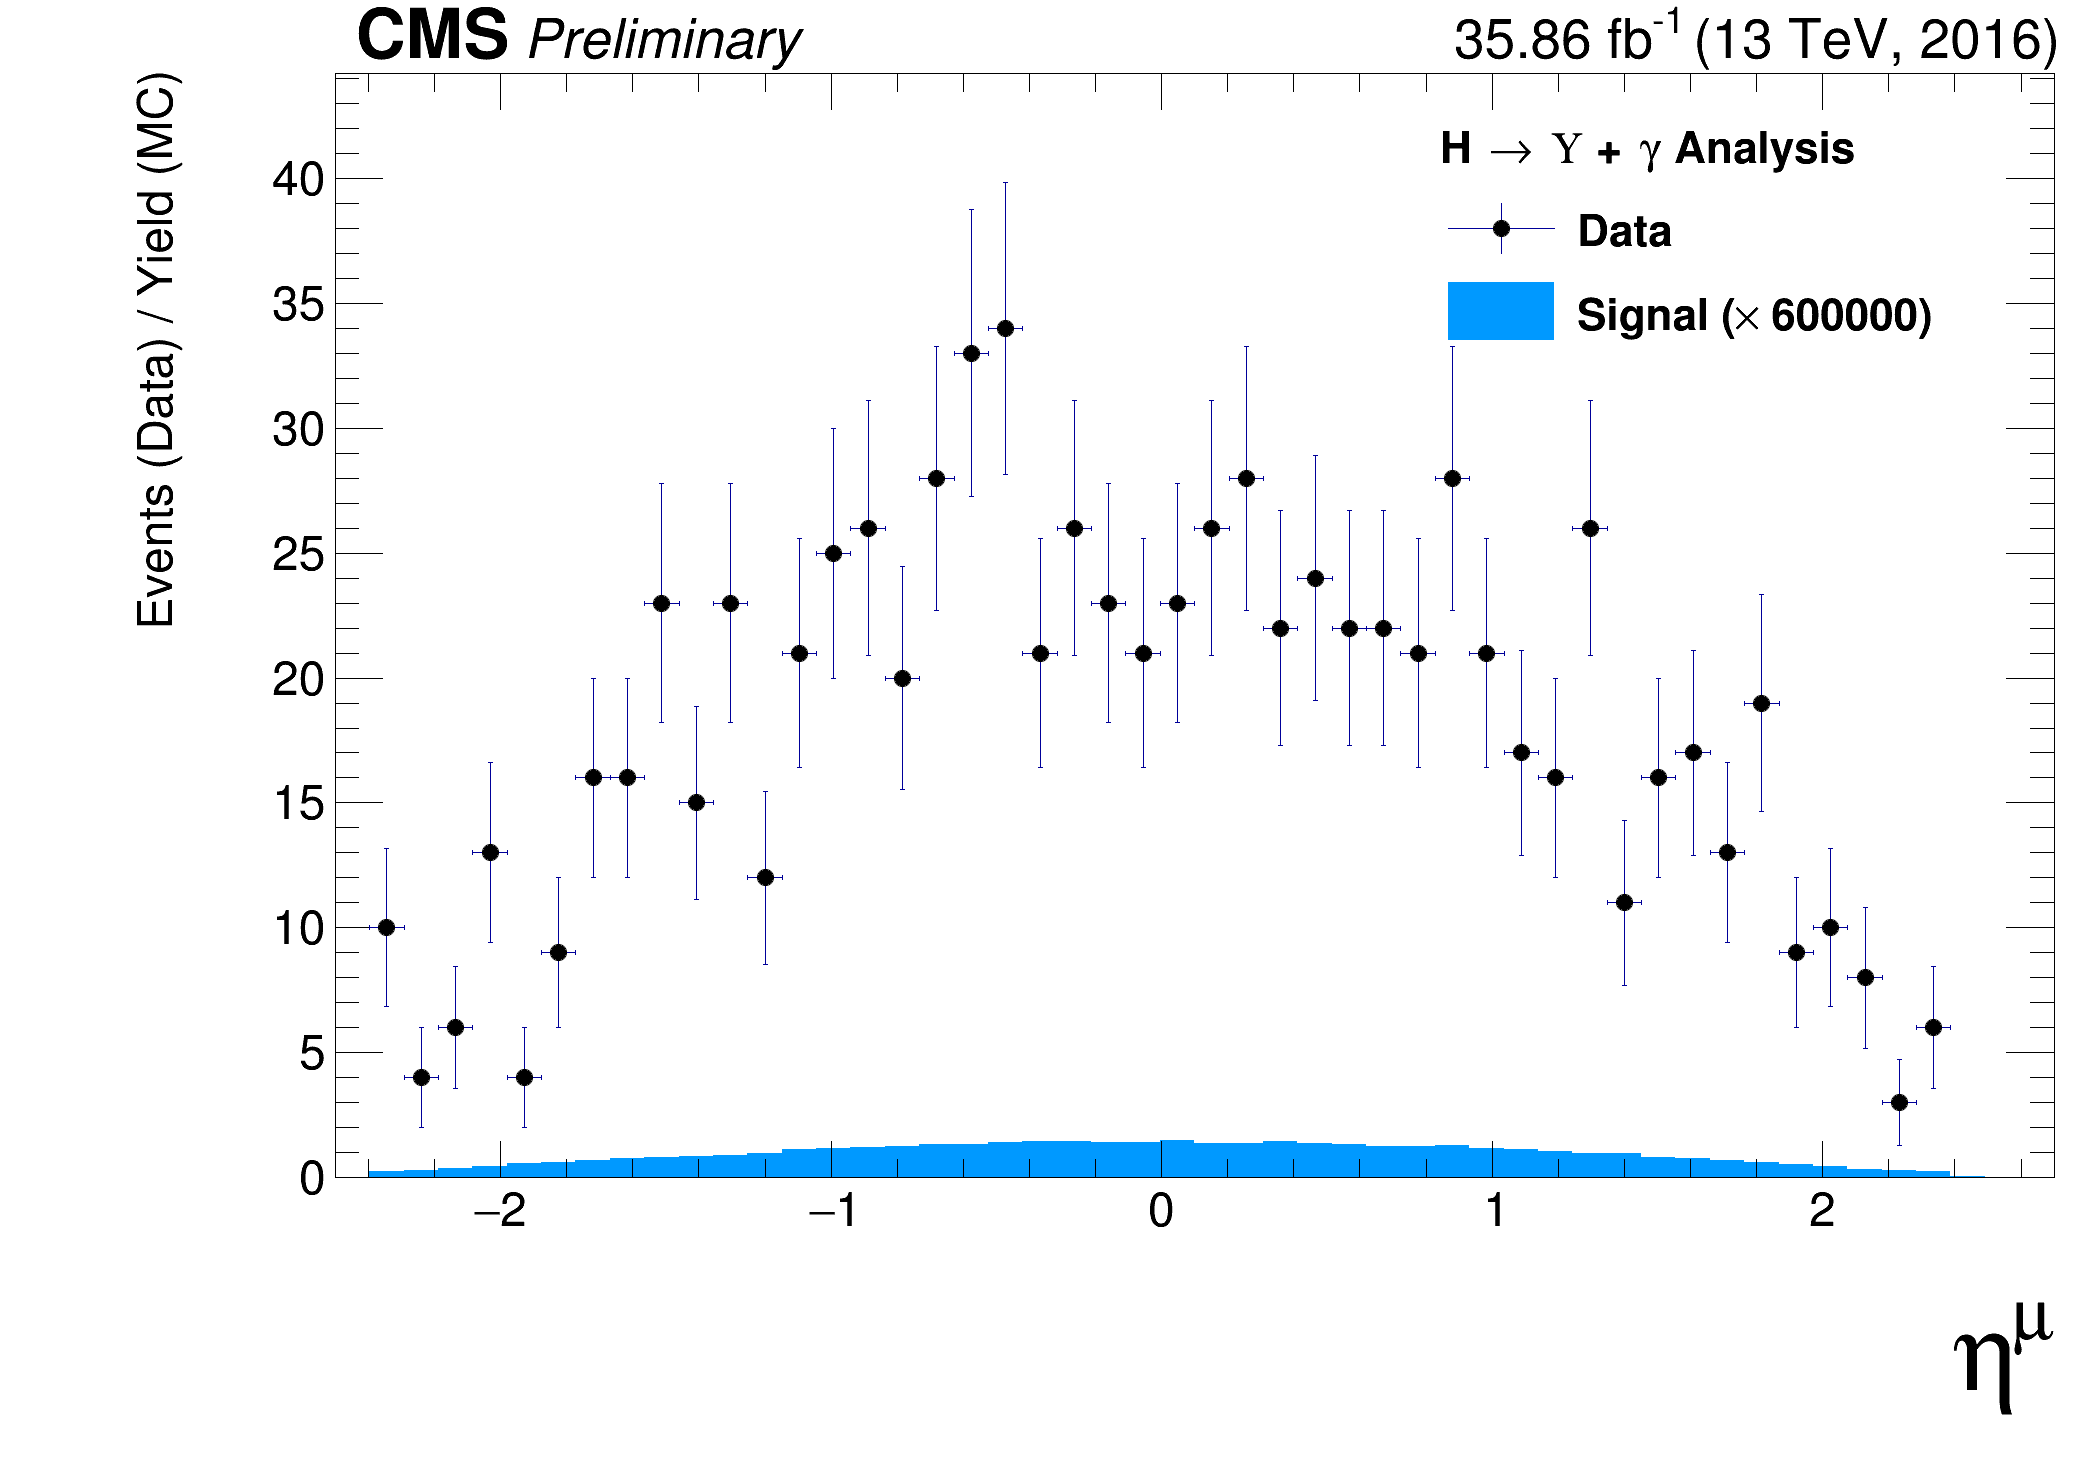 CMS Preliminary
35.86 fb⁻¹ (13 TeV, 2016)
Events (Data) / Yield (MC)
H → ϒ + γ Analysis
Data
Signal (× 600000)
40
35
30
25
20
15
10
5
0
−2 −1 0 1 2
η^μ